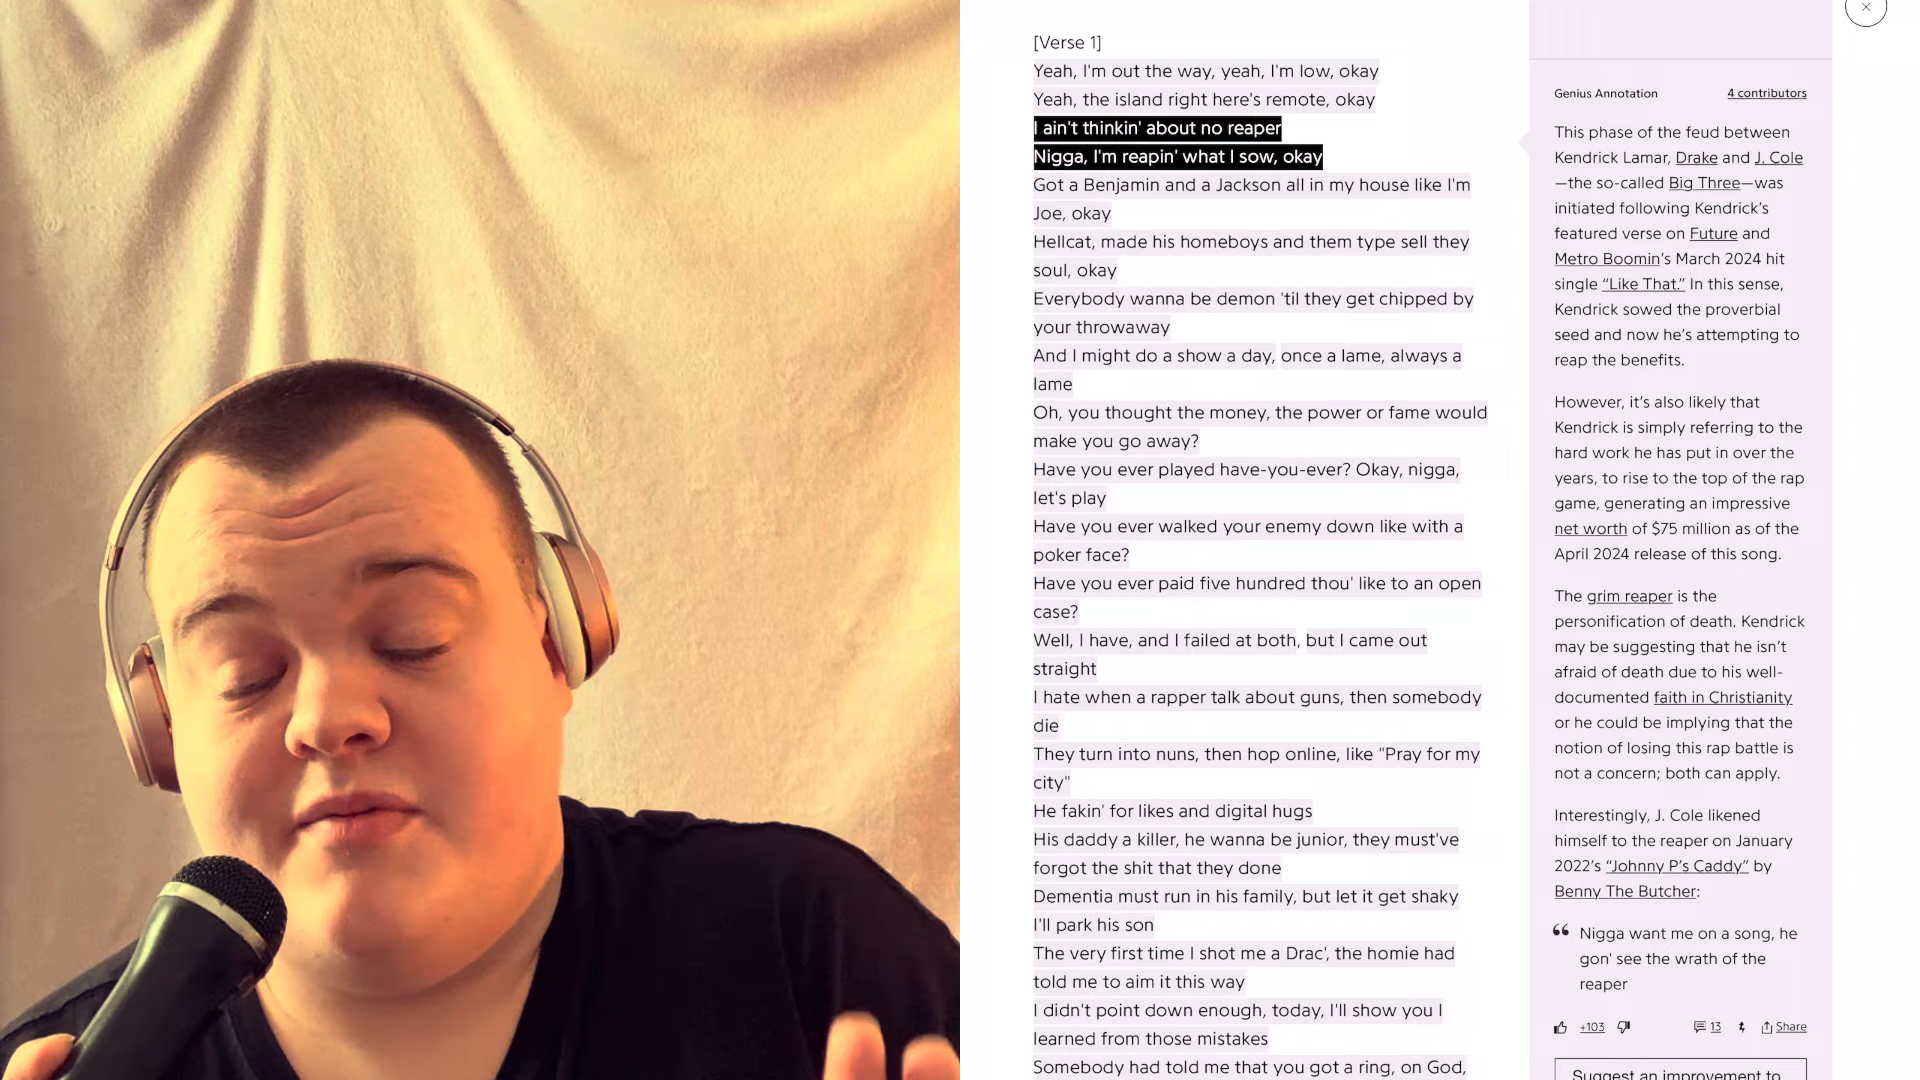 [Verse 1]
Yeah, I'm out the way, yeah, I'm low, okay
Yeah, the island right here's remote, okay
I ain't thinkin' about no reaper
Nigga, I'm reapin' what I sow, okay
Got a Benjamin and a Jackson all in my house like I'm
Joe, okay
Hellcat, made his homeboys and them type sell they
soul, okay
Everybody wanna be demon 'til they get chipped by
your throwaway
And I might do a show a day, once a lame, always a
lame
Oh, you thought the money, the power or fame would
make you go away?
Have you ever played have-you-ever? Okay, nigga,
let's play
Have you ever walked your enemy down like with a
poker face?
Have you ever paid five hundred thou' like to an open
case?
Well, I have, and I failed at both, but I came out
straight
I hate when a rapper talk about guns, then somebody
die
They turn into nuns, then hop online, like "Pray for my
city"
He fakin' for likes and digital hugs
His daddy a killer, he wanna be junior, they must've
forgot the shit that they done
Dementia must run in his family, but let it get shaky
I'll park his son
The very first time I shot me a Drac', the homie had
told me to aim it this way
I didn't point down enough, today, I'll show you I
learned from those mistakes
Somebody had told me that you got a ring, on God,
Genius Annotation
4 contributors
This phase of the feud between
Kendrick Lamar, Drake and J. Cole
—the so-called Big Three—was
initiated following Kendrick's
featured verse on Future and
Metro Boomin's March 2024 hit
single “Like That.” In this sense,
Kendrick sowed the proverbial
seed and now he's attempting to
reap the benefits.
However, it's also likely that
Kendrick is simply referring to the
hard work he has put in over the
years, to rise to the top of the rap
game, generating an impressive
net worth of $75 million as of the
April 2024 release of this song.
The grim reaper is the
personification of death. Kendrick
may be suggesting that he isn't
afraid of death due to his well-
documented faith in Christianity
or he could be implying that the
notion of losing this rap battle is
not a concern; both can apply.
Interestingly, J. Cole likened
himself to the reaper on January
2022's “Johnny P's Caddy” by
Benny The Butcher:
“ Nigga want me on a song, he
gon' see the wrath of the
reaper
+103
13
Share
Suggest an improvement to